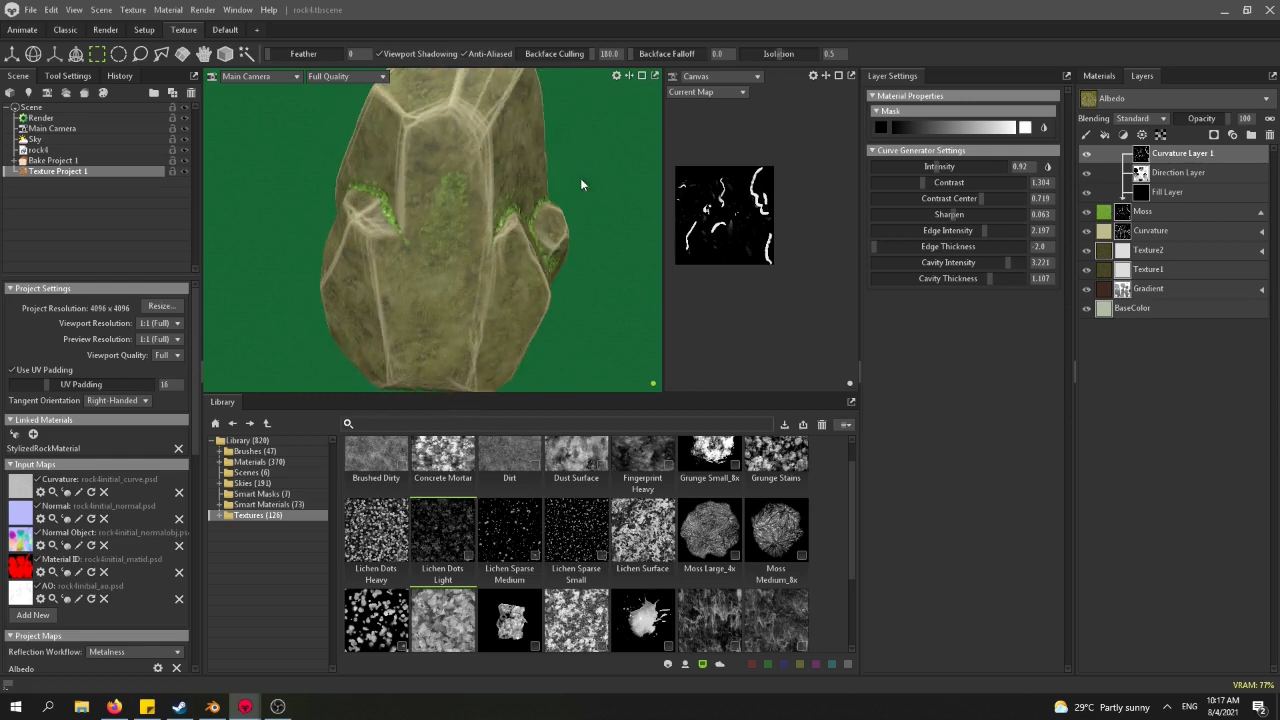 File Edit View Scene Texture Material Render Window Help rock4.tbscene
Animate Classic Render Setup Texture Default +
Feather 0 Viewport Shadowing Anti-Aliased Backface Culling 180.0 Backface Falloff 0.0 Isolation 0.5
Scene Tool Settings History
Main Camera Full Quality
Canvas
Current Map
Layer Settings
Materials Layers
Scene
Render
Main Camera
Sky
rock4
Bake Project 1
Texture Project 1
Material Properties
Mask
Curve Generator Settings
Intensity 0.92
Contrast 1.304
Contrast Center 0.719
Sharpen 0.063
Edge Intensity 2.197
Edge Thickness -2.0
Cavity Intensity 3.221
Cavity Thickness 1.107
Albedo
Blending Standard Opacity 100
Curvature Layer 1
Direction Layer
Fill Layer
Moss
Curvature
Texture2
Texture1
Gradient
BaseColor
Project Settings
Project Resolution: 4096 x 4096 Resize...
Viewport Resolution: 1:1 (Full)
Preview Resolution: 1:1 (Full)
Viewport Quality: Full
Use UV Padding
UV Padding 16
Tangent Orientation Right-Handed
Linked Materials
StylizedRockMaterial
Input Maps
Curvature: rock4initial_curve.psd
Normal: rock4initial_normal.psd
Normal Object: rock4initial_normalobj.ps
Material ID: rock4initial_matid.psd
AO: rock4initial_ao.psd
Add New
Project Maps
Reflection Workflow: Metalness
Albedo
Library
Library (820)
Brushes (47)
Materials (370)
Scenes (6)
Skies (191)
Smart Masks (7)
Smart Materials (73)
Textures (126)
Brushed Dirty Concrete Mortar Dirt Dust Surface Fingerprint Heavy Grunge Small_8x Grunge Stains
Lichen Dots Heavy Lichen Dots Light Lichen Sparse Medium Lichen Sparse Small Lichen Surface Moss Large_4x Moss Medium_8x
VRAM: 77%
29°C Partly sunny ENG 10:17 AM
8/4/2021
2